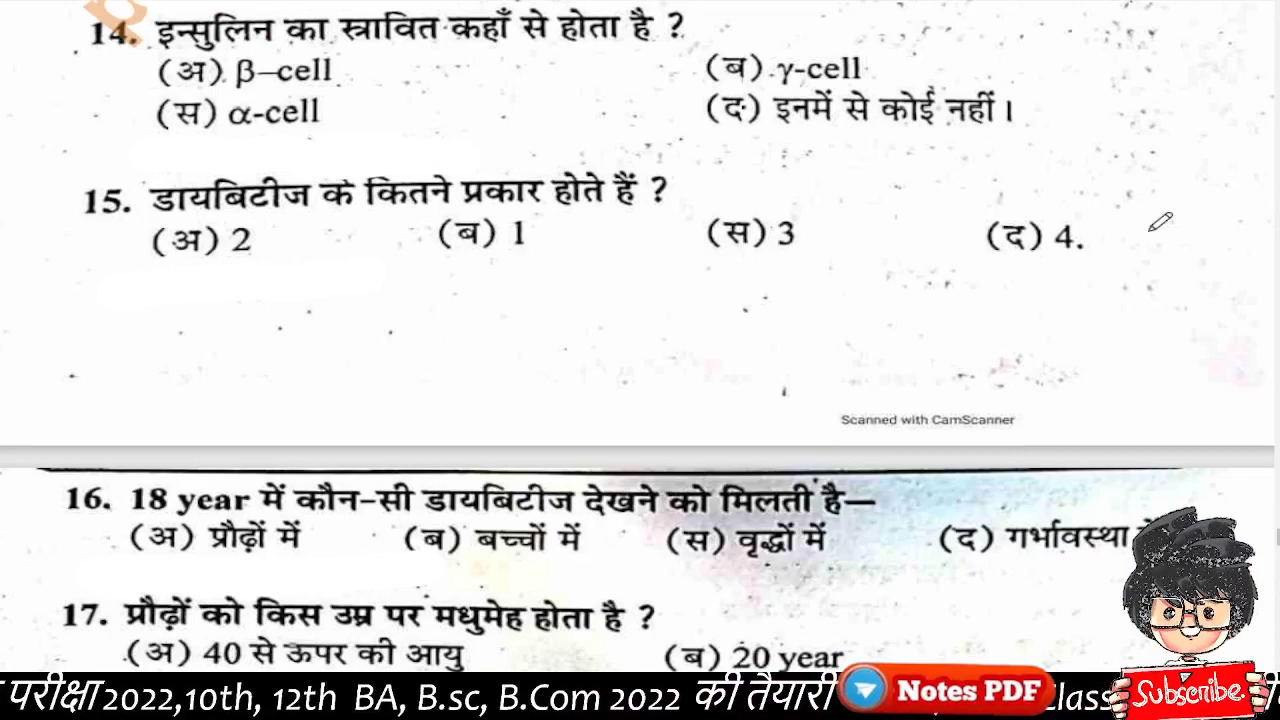 14. इन्सुलिन का स्त्रावित कहाँ से होता है ?
(अ) β–cell (ब) γ-cell
(स) α-cell (द) इनमें से कोई नहीं।
15. डायबिटीज के कितने प्रकार होते हैं ?
(अ) 2 (ब) 1 (स) 3 (द) 4.
Scanned with CamScanner
16. 18 year में कौन-सी डायबिटीज देखने को मिलती है—
(अ) प्रौढ़ों में (ब) बच्चों में (स) वृद्धों में (द) गर्भावस्था
17. प्रौढ़ों को किस उम्र पर मधुमेह होता है ?
(अ) 40 से ऊपर की आयु (ब) 20 year
परीक्षा 2022,10th, 12th BA, B.sc, B.Com 2022 की तैयारी Notes PDF Class Subscribe